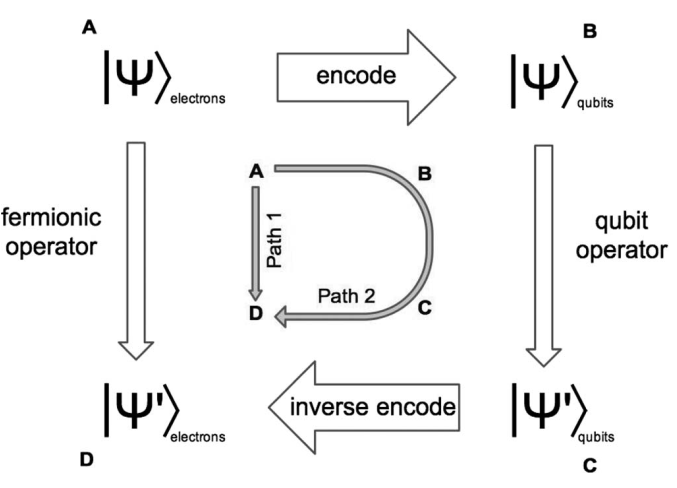 A
B
|Ψ⟩electrons
encode
|Ψ⟩qubits
fermionic
operator
A
B
Path 1
Path 2
D
C
qubit
operator
|Ψ'⟩electrons
inverse encode
|Ψ'⟩qubits
D
C